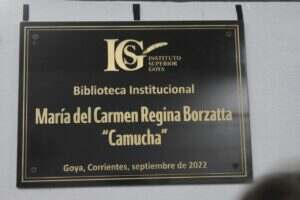 ISG
INSTITUTO
SUPERIOR
GOYA
Biblioteca Institucional
María del Carmen Regina Borzatta
"Camucha"
Goya, Corrientes, septiembre de 2022